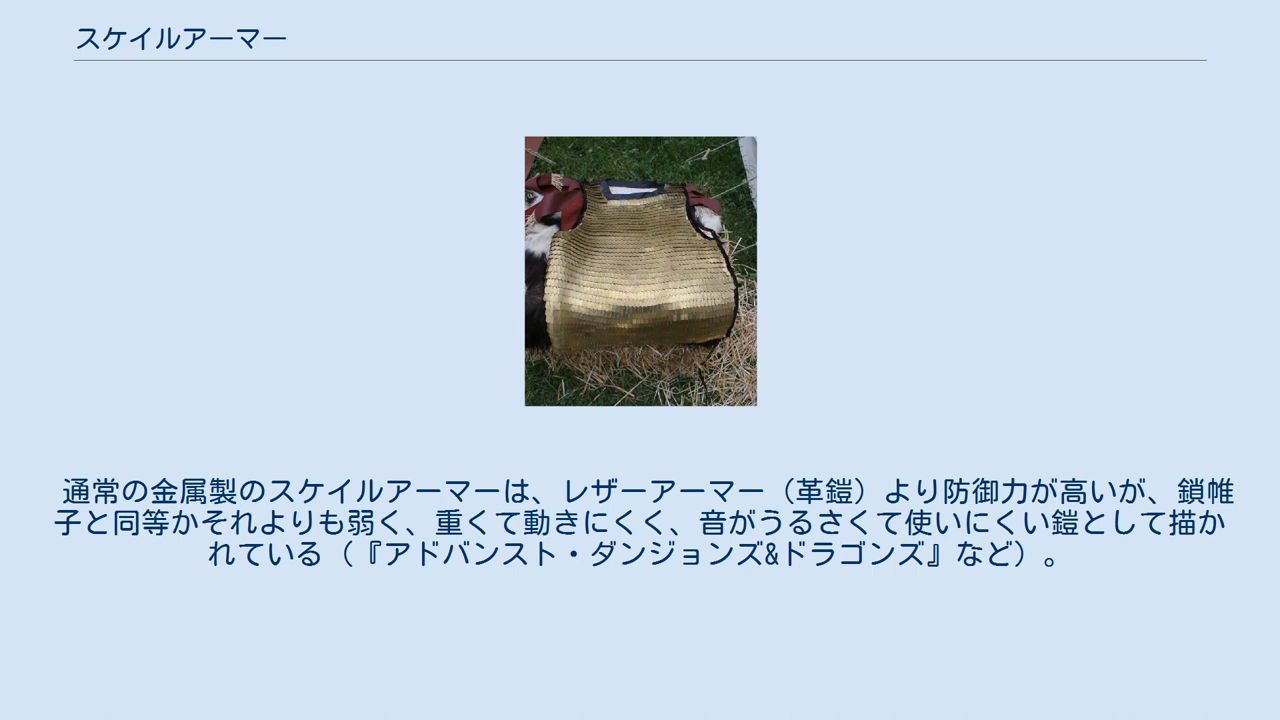 スケイルアーマー
通常の金属製のスケイルアーマーは、レザーアーマー（革鎧）より防御力が高いが、鎖帷
子と同等かそれよりも弱く、重くて動きにくく、音がうるさくて使いにくい鎧として描か
れている（『アドバンスト・ダンジョンズ&ドラゴンズ』など）。